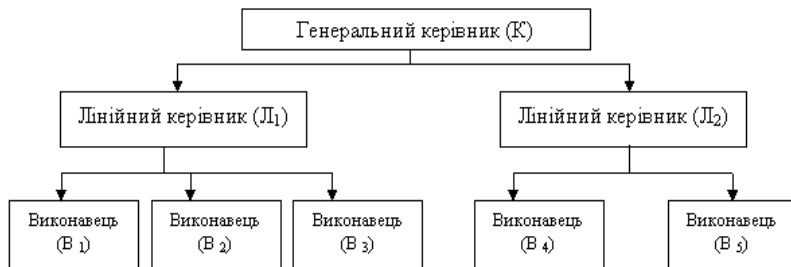 Генеральний керівник (К)
Лінійний керівник (Л₁)
Лінійний керівник (Л₂)
Виконавець
(В ₁)
Виконавець
(В ₂)
Виконавець
(В ₃)
Виконавець
(В ₄)
Виконавець
(В ₅)